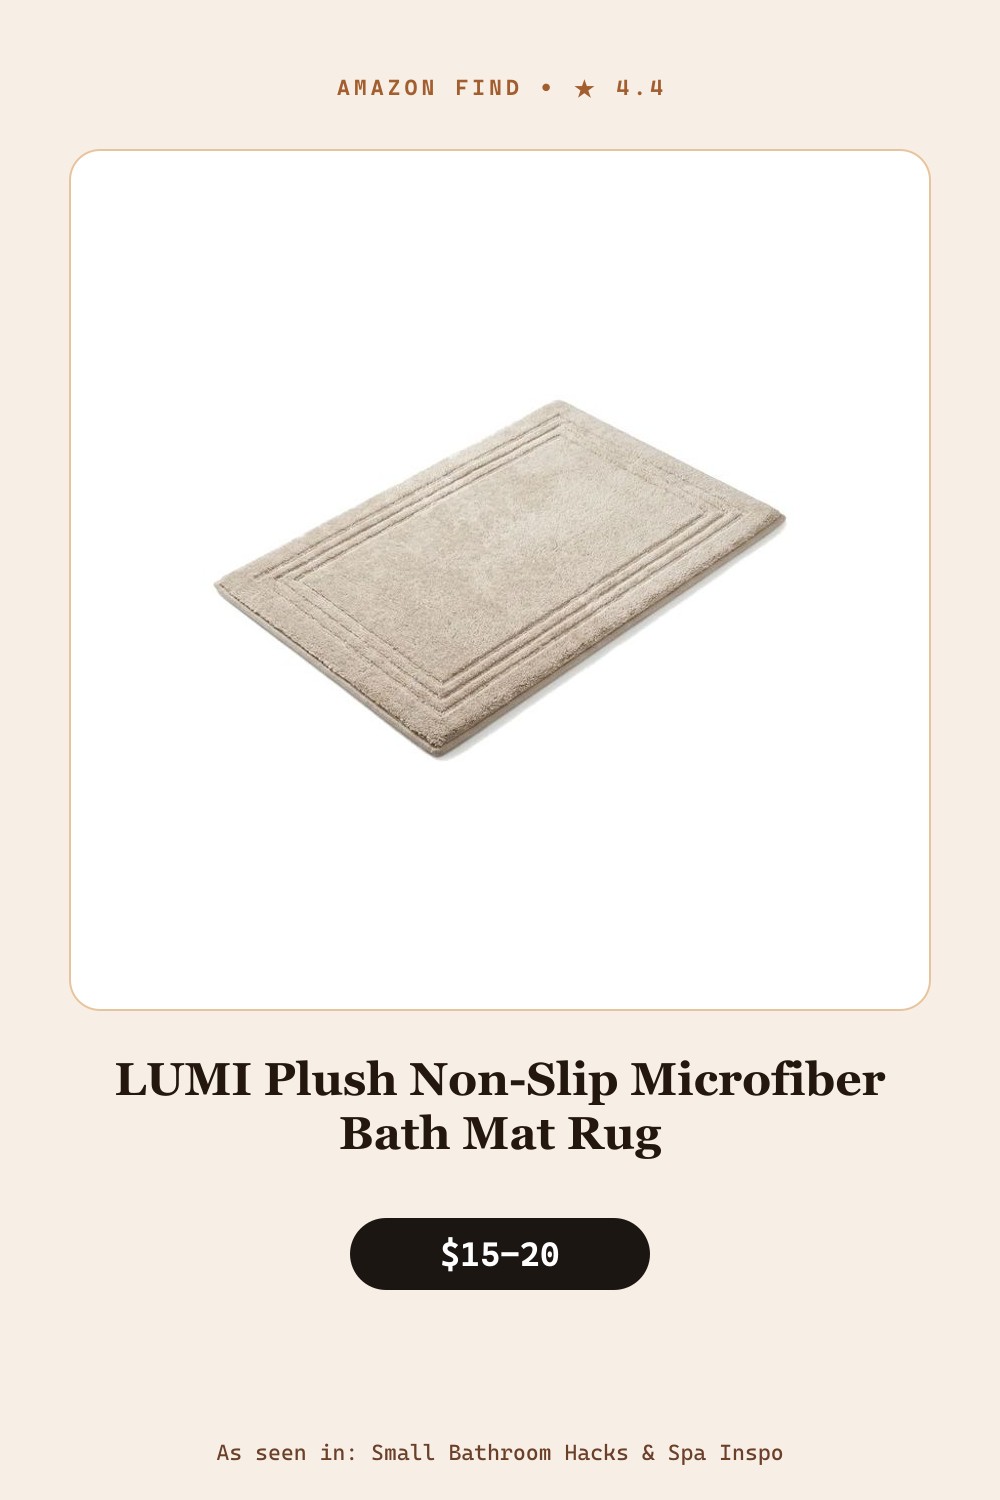 AMAZON FIND • ★ 4.4
LUMI Plush Non-Slip Microfiber
Bath Mat Rug
$15–20
As seen in: Small Bathroom Hacks & Spa Inspo